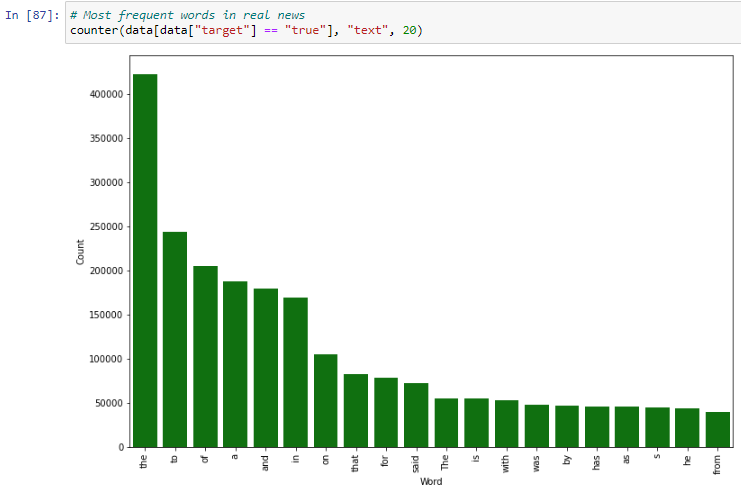 In [87]: # Most frequent words in real news
counter(data[data["target"] == "true"], "text", 20)
400000
350000
300000
250000
200000
150000
100000
50000
0
Count
the to of a and in on that for said The is with was by has as s he from
Word